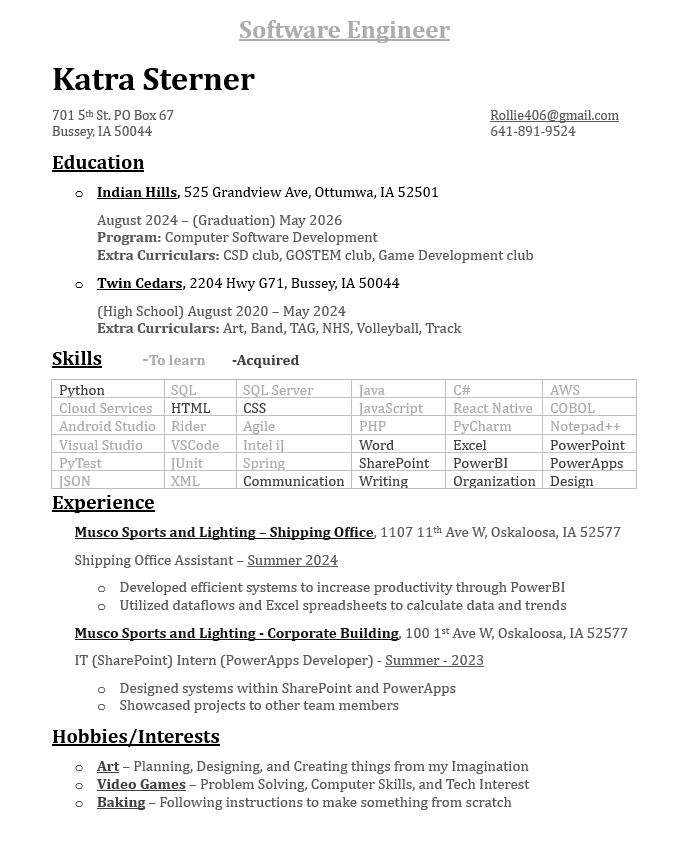 Software Engineer
Katra Sterner
701 5th St. PO Box 67 Rollie406@gmail.com
Bussey, IA 50044 641-891-9524
Education
o Indian Hills, 525 Grandview Ave, Ottumwa, IA 52501
August 2024 – (Graduation) May 2026
Program: Computer Software Development
Extra Curriculars: CSD club, GOSTEM club, Game Development club
o Twin Cedars, 2204 Hwy G71, Bussey, IA 50044
(High School) August 2020 – May 2024
Extra Curriculars: Art, Band, TAG, NHS, Volleyball, Track
Skills -To learn -Acquired
Python SQL SQL Server Java C# AWS
Cloud Services HTML CSS JavaScript React Native COBOL
Android Studio Rider Agile PHP PyCharm Notepad++
Visual Studio VSCode Intel iJ Word Excel PowerPoint
PyTest JUnit Spring SharePoint PowerBI PowerApps
JSON XML Communication Writing Organization Design
Experience
Musco Sports and Lighting – Shipping Office, 1107 11th Ave W, Oskaloosa, IA 52577
Shipping Office Assistant – Summer 2024
o Developed efficient systems to increase productivity through PowerBI
o Utilized dataflows and Excel spreadsheets to calculate data and trends
Musco Sports and Lighting - Corporate Building, 100 1st Ave W, Oskaloosa, IA 52577
IT (SharePoint) Intern (PowerApps Developer) - Summer - 2023
o Designed systems within SharePoint and PowerApps
o Showcased projects to other team members
Hobbies/Interests
o Art – Planning, Designing, and Creating things from my Imagination
o Video Games – Problem Solving, Computer Skills, and Tech Interest
o Baking – Following instructions to make something from scratch